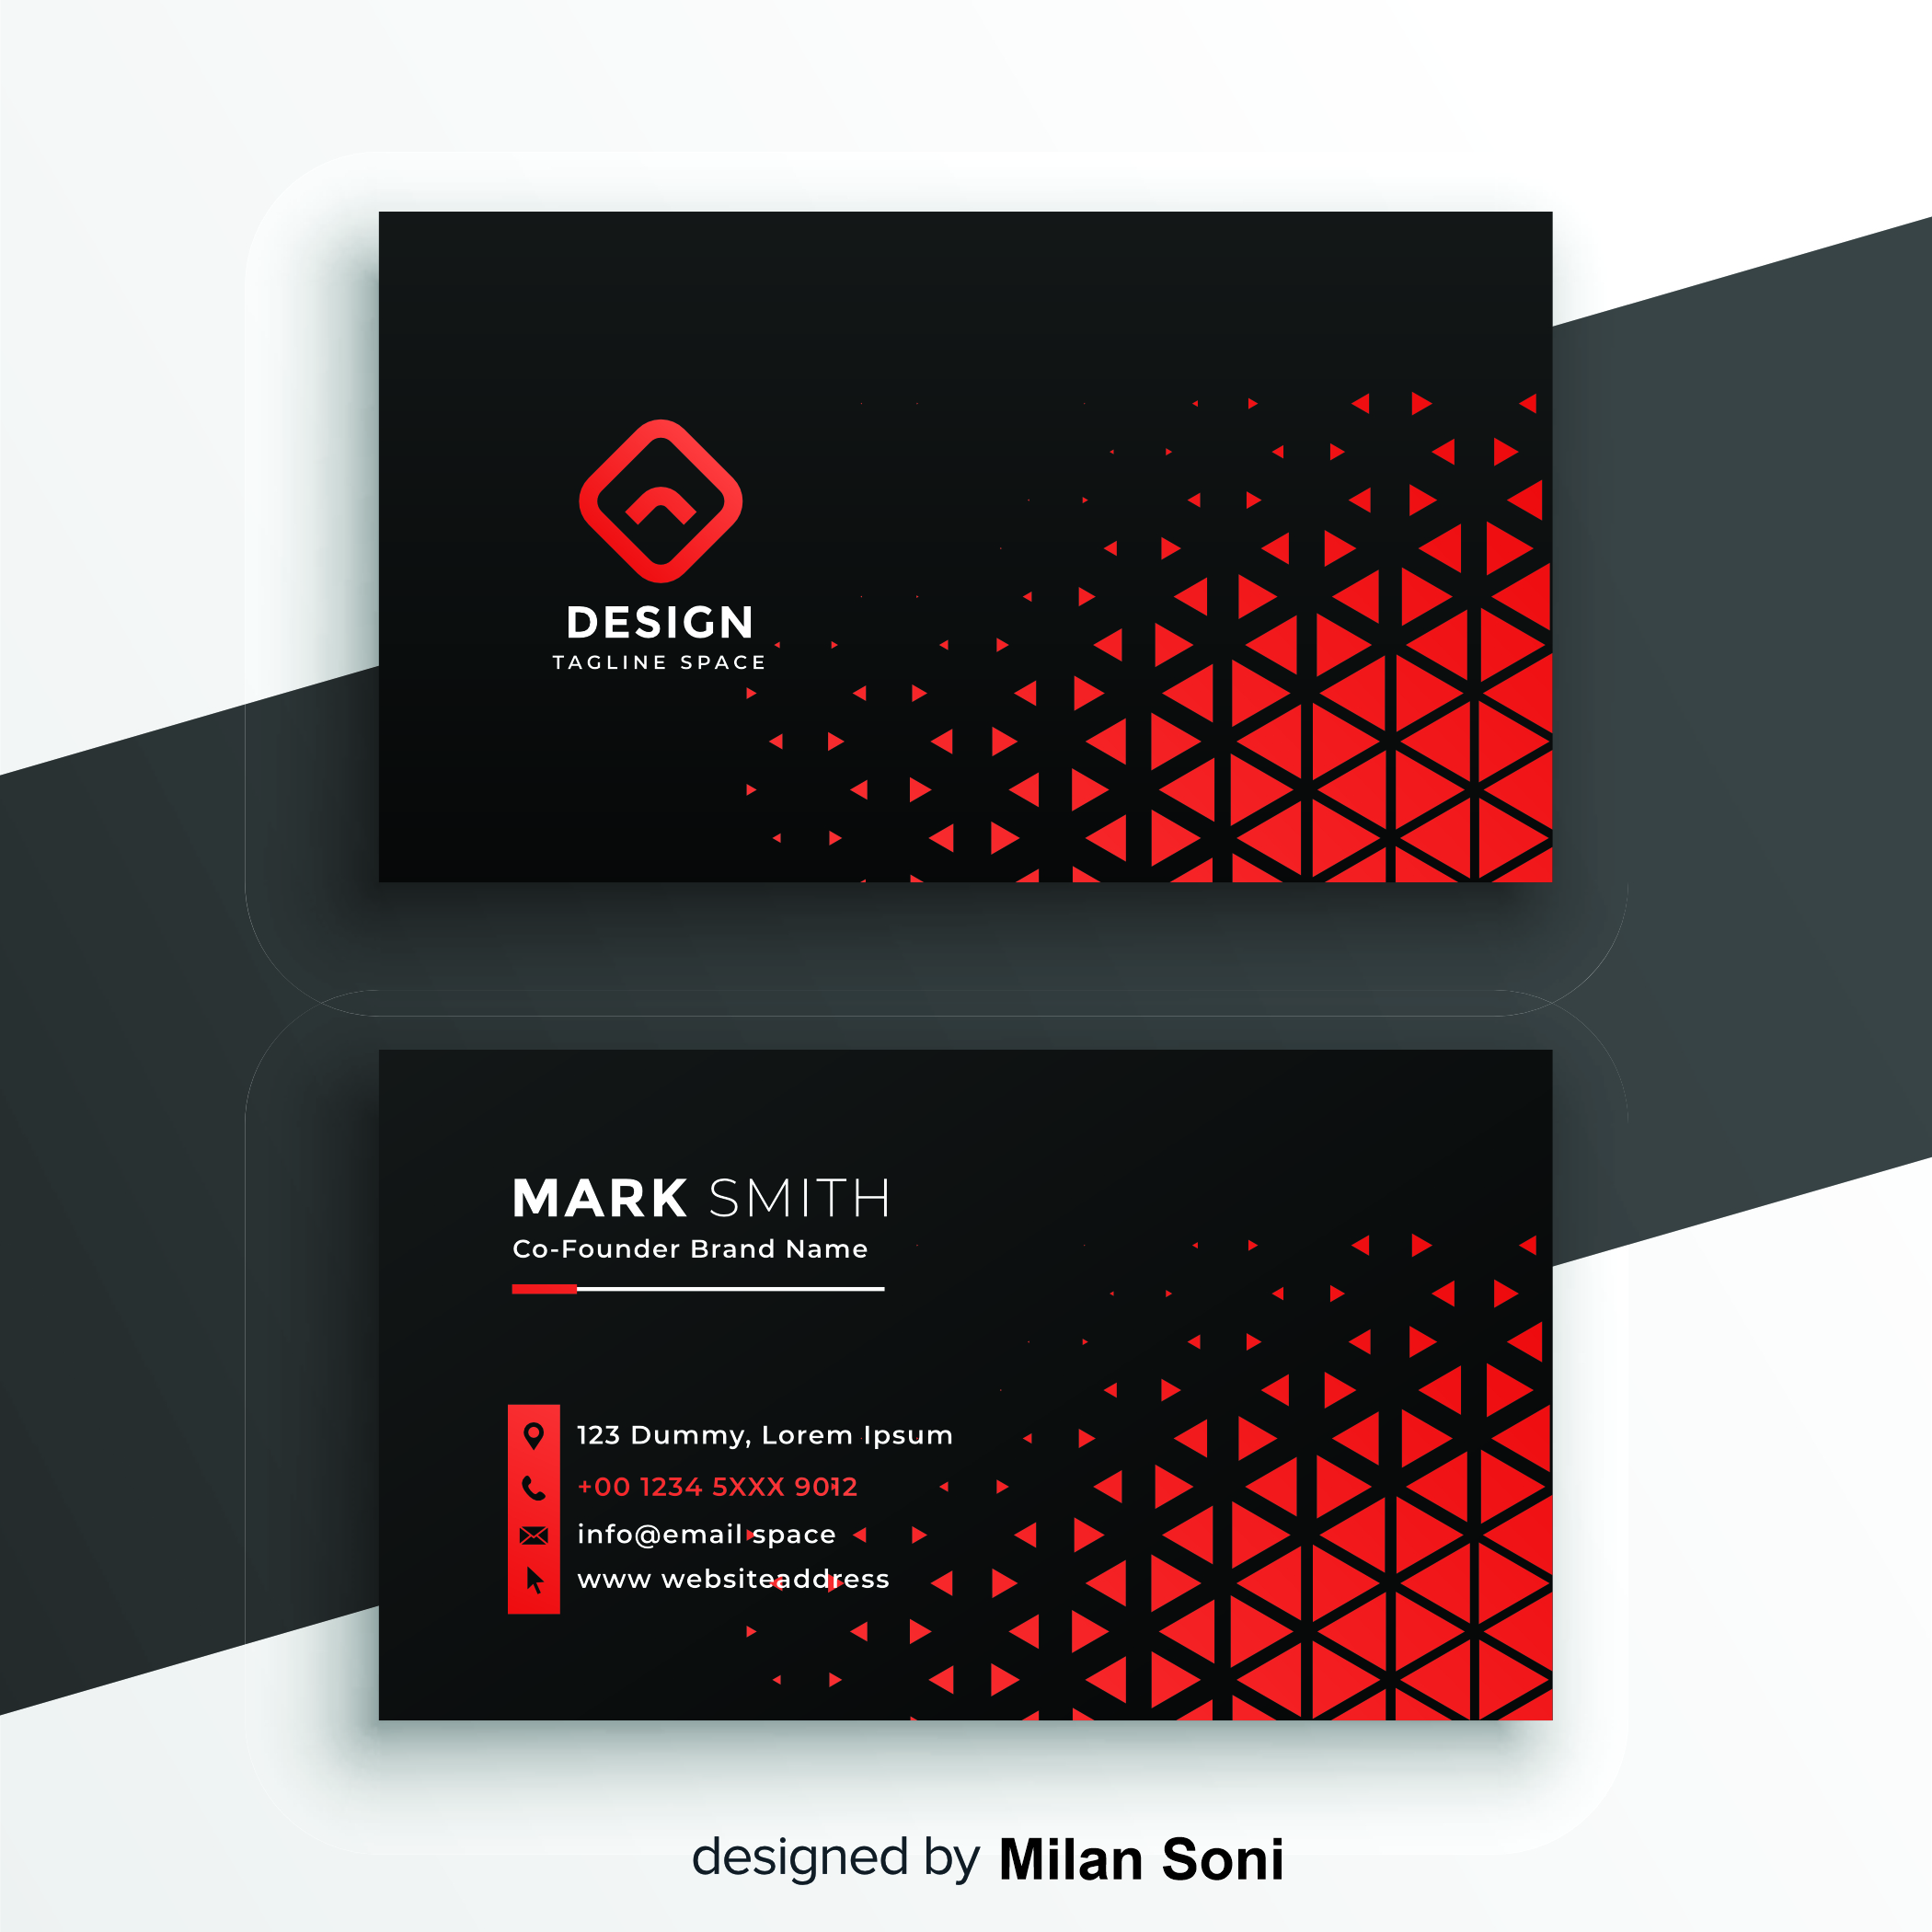 DESIGN
TAGLINE SPACE
MARK SMITH
Co-Founder Brand Name
123 Dummy, Lorem Ipsum
+00 1234 5XXX 9012
info@email space
www websiteaddress
designed by Milan Soni